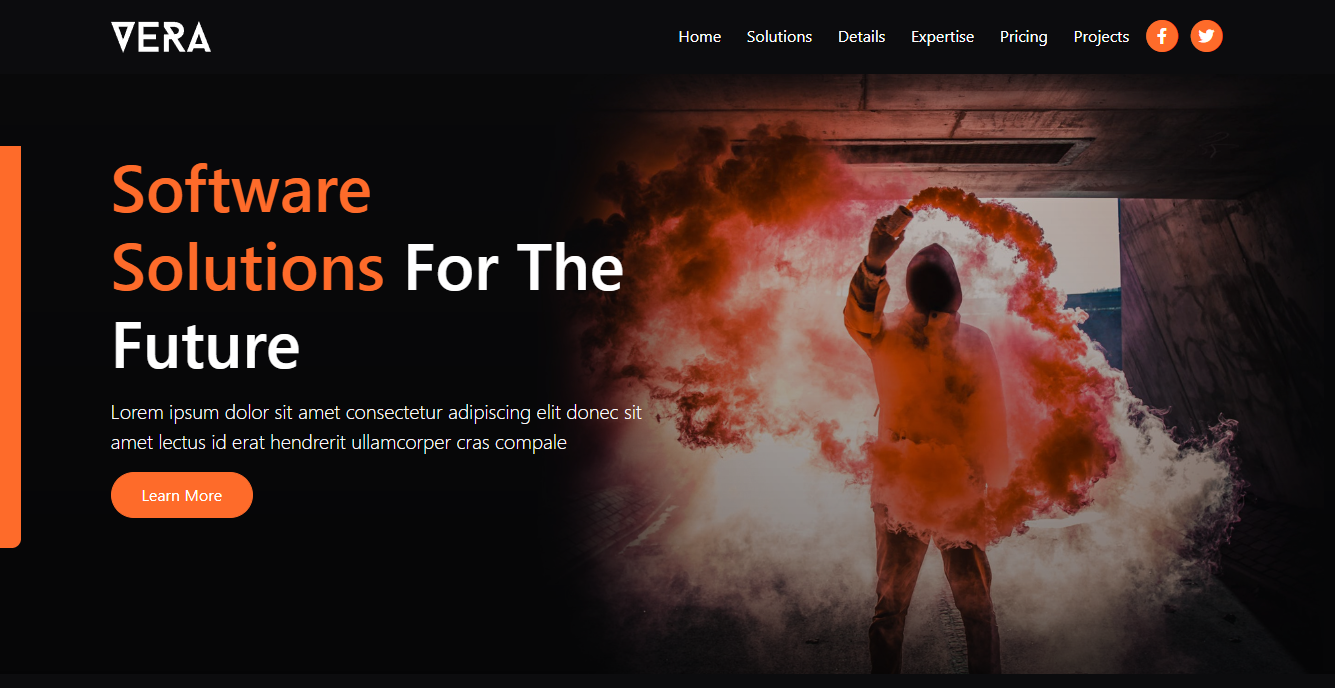 VERA
Home Solutions Details Expertise Pricing Projects
Software
Solutions For The
Future
Lorem ipsum dolor sit amet consectetur adipiscing elit donec sit
amet lectus id erat hendrerit ullamcorper cras compale
Learn More